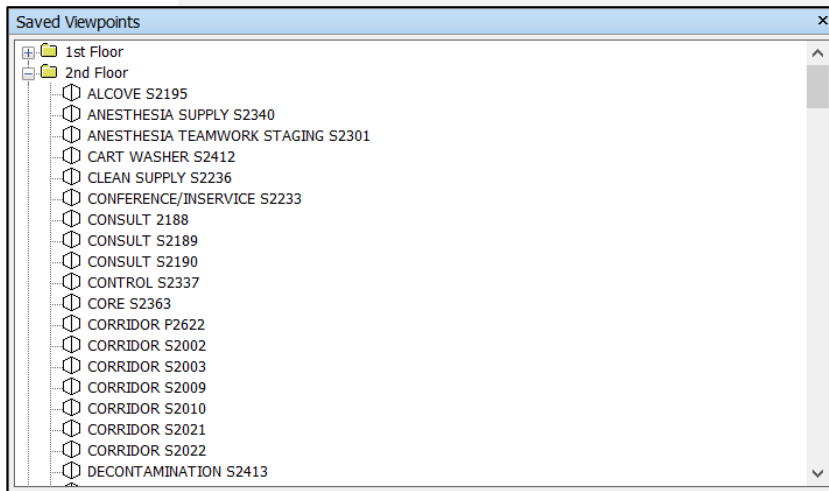 Saved Viewpoints
1st Floor
2nd Floor
ALCOVE S2195
ANESTHESIA SUPPLY S2340
ANESTHESIA TEAMWORK STAGING S2301
CART WASHER S2412
CLEAN SUPPLY S2236
CONFERENCE/INSERVICE S2233
CONSULT 2188
CONSULT S2189
CONSULT S2190
CONTROL S2337
CORE S2363
CORRIDOR P2622
CORRIDOR S2002
CORRIDOR S2003
CORRIDOR S2009
CORRIDOR S2010
CORRIDOR S2021
CORRIDOR S2022
DECONTAMINATION S2413